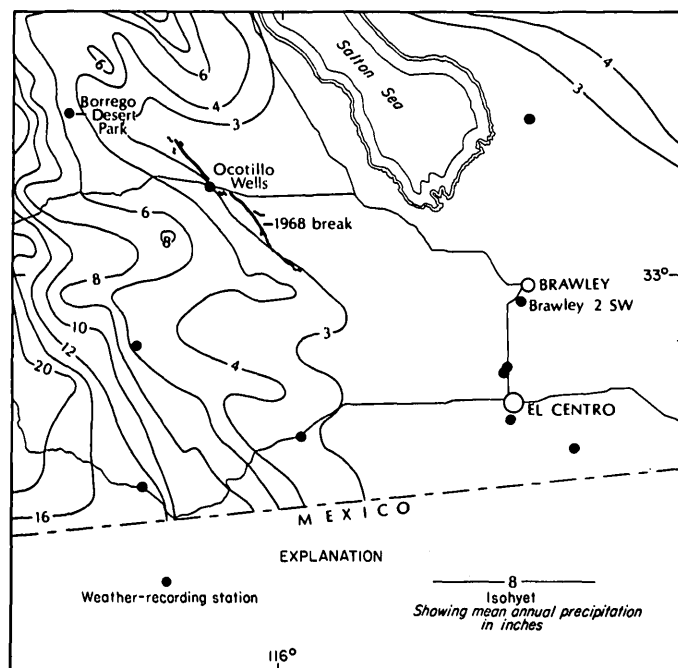 6
6
4
3
Salton
Sea
4
3
Borrego
Desert
Park
Ocotillo
Wells
6
8
1968 break
33°
8
BRAWLEY
Brawley 2 SW
10
3
12
4
20
EL CENTRO
16
MEXICO
EXPLANATION
Weather-recording station
8
Isohyet
Showing mean annual precipitation
in inches
116°